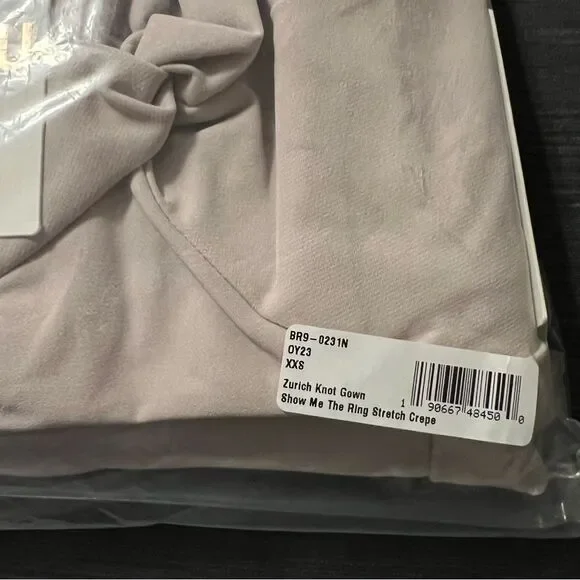 BR9-0231N
OY23
XXS
Zurich Knot Gown
Show Me The Ring Stretch Crepe
1 90667 48450 0